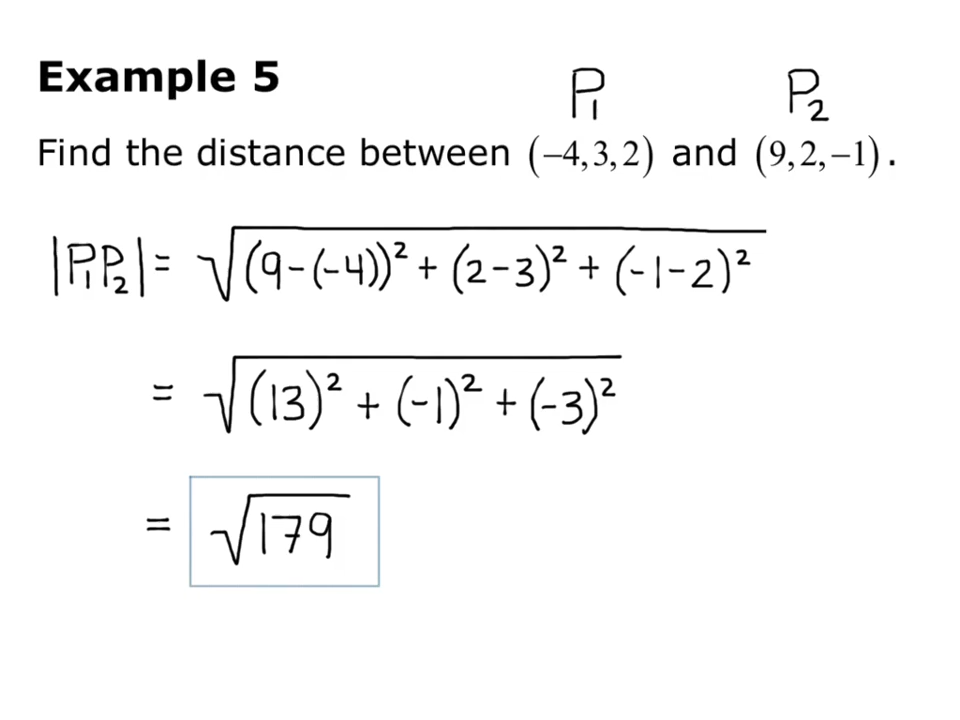 Example 5
P₁ P₂
Find the distance between (−4,3,2) and (9,2,−1).
|P₁P₂| = √((9-(-4))² + (2-3)² + (-1-2)²)
= √((13)² + (-1)² + (-3)²)
= √179